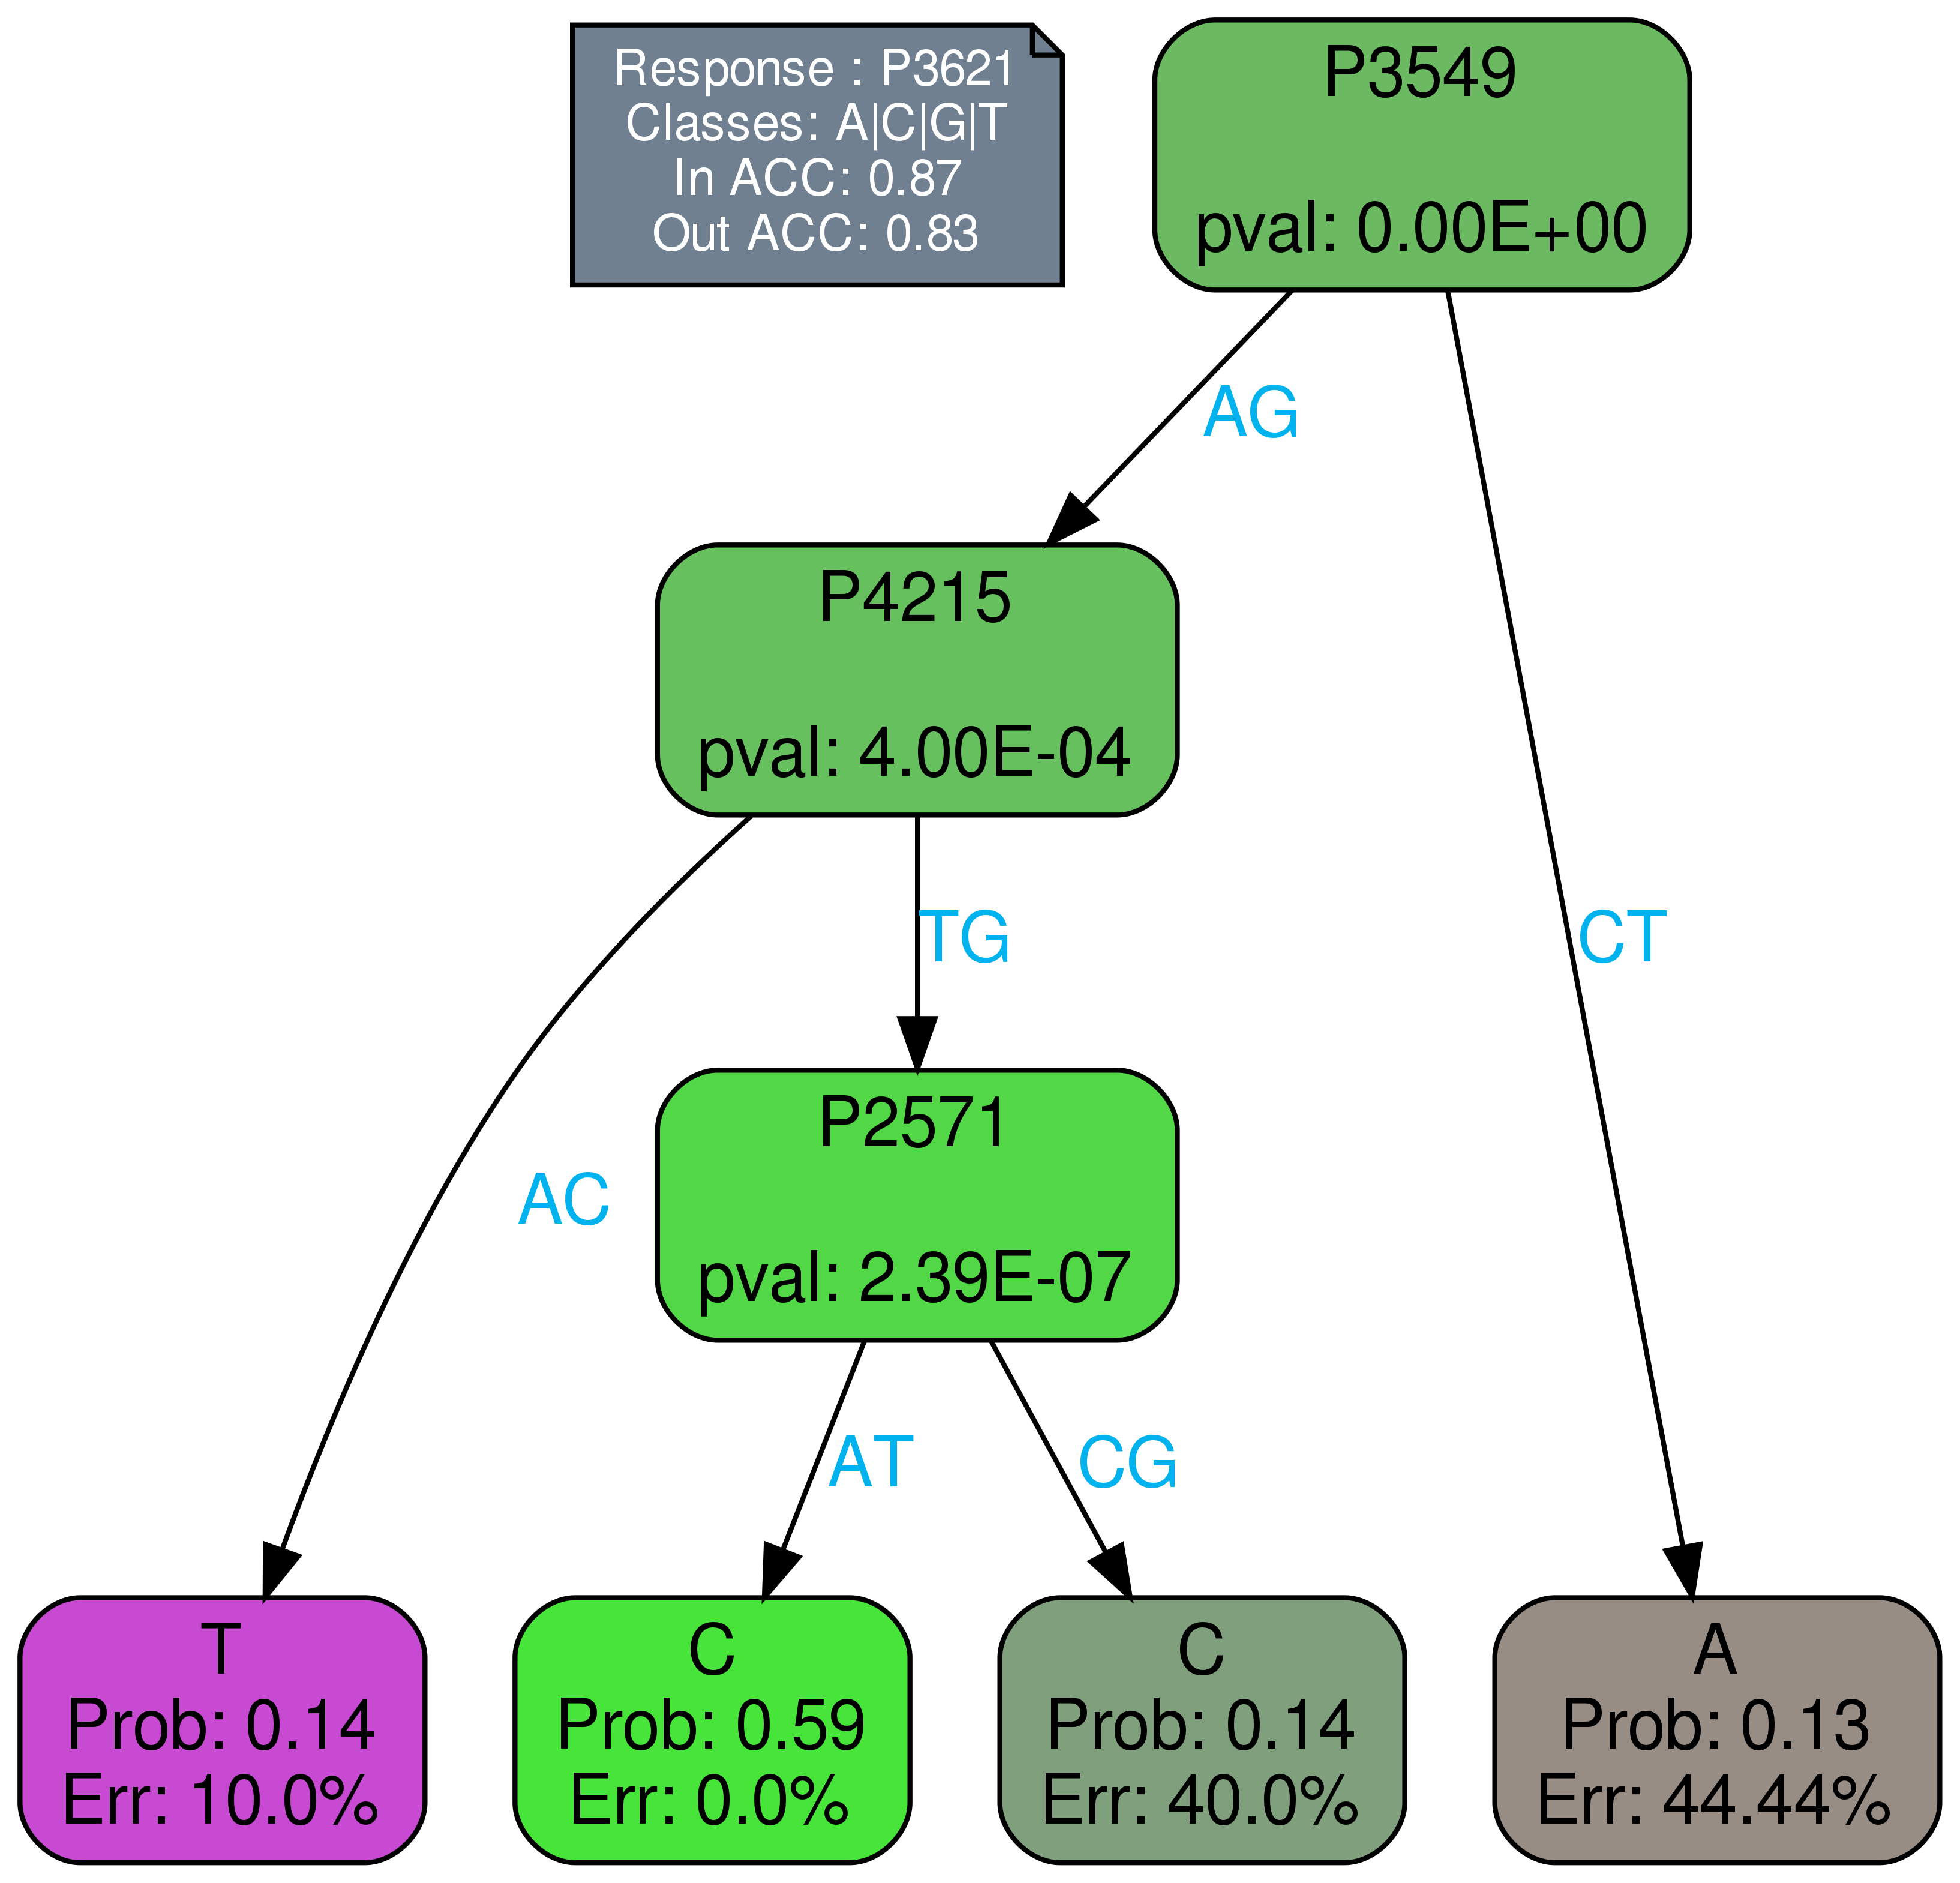 Response : P3621
Classes: A|C|G|T
In ACC: 0.87
Out ACC: 0.83
P3549
pval: 0.00E+00
AG
P4215
pval: 4.00E-04
TG
CT
P2571
pval: 2.39E-07
AC
AT
CG
T
Prob: 0.14
Err: 10.0%
C
Prob: 0.59
Err: 0.0%
C
Prob: 0.14
Err: 40.0%
A
Prob: 0.13
Err: 44.44%